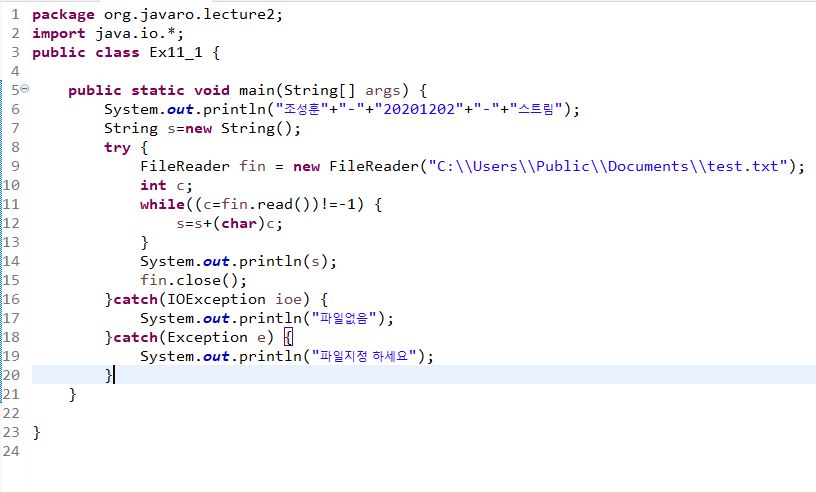 1 package org.javaro.lecture2;
2 import java.io.*;
3 public class Ex11_1 {
4
5 public static void main(String[] args) {
6 System.out.println("조성훈"+"-"+"20201202"+"-"+"스트림");
7 String s=new String();
8 try {
9 FileReader fin = new FileReader("C:\\Users\\Public\\Documents\\test.txt");
10 int c;
11 while((c=fin.read())!=-1) {
12 s=s+(char)c;
13 }
14 System.out.println(s);
15 fin.close();
16 }catch(IOException ioe) {
17 System.out.println("파일없음");
18 }catch(Exception e) {
19 System.out.println("파일지정 하세요");
20 }
21 }
22
23 }
24